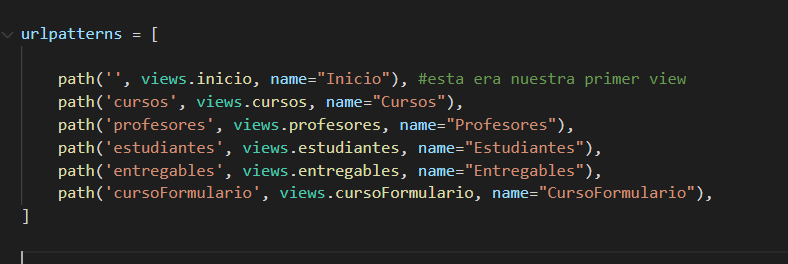 urlpatterns = [
path('', views.inicio, name="Inicio"), #esta era nuestra primer view
path('cursos', views.cursos, name="Cursos"),
path('profesores', views.profesores, name="Profesores"),
path('estudiantes', views.estudiantes, name="Estudiantes"),
path('entregables', views.entregables, name="Entregables"),
path('cursoFormulario', views.cursoFormulario, name="CursoFormulario"),
]